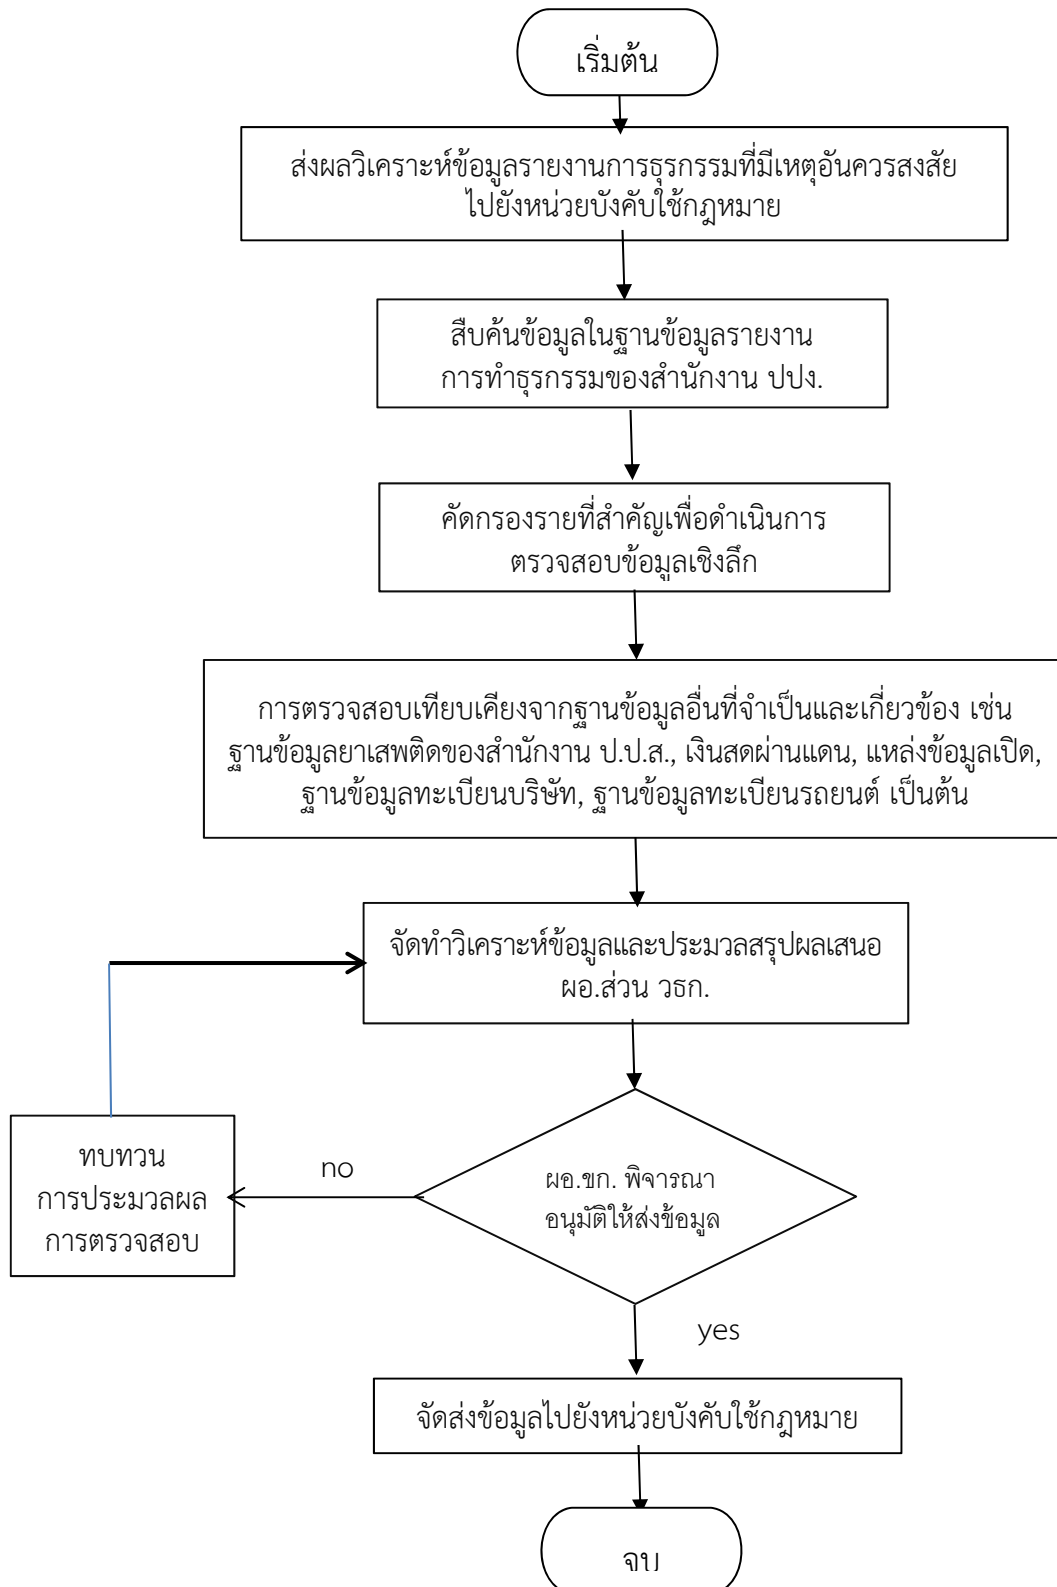 เริ่มต้น
ส่งผลวิเคราะห์ข้อมูลรายงานการธุรกรรมที่มีเหตุอันควรสงสัย
ไปยังหน่วยบังคับใช้กฎหมาย
สืบค้นข้อมูลในฐานข้อมูลรายงาน
การทำธุรกรรมของสำนักงาน ปปง.
คัดกรองรายที่สำคัญเพื่อดำเนินการ
ตรวจสอบข้อมูลเชิงลึก
การตรวจสอบเทียบเคียงจากฐานข้อมูลอื่นที่จำเป็นและเกี่ยวข้อง เช่น
ฐานข้อมูลยาเสพติดของสำนักงาน ป.ป.ส., เงินสดผ่านแดน, แหล่งข้อมูลเปิด,
ฐานข้อมูลทะเบียนบริษัท, ฐานข้อมูลทะเบียนรถยนต์ เป็นต้น
จัดทำวิเคราะห์ข้อมูลและประมวลสรุปผลเสนอ
ผอ.ส่วน วธก.
ผอ.ขก. พิจารณา
อนุมัติให้ส่งข้อมูล
no
ทบทวน
การประมวลผล
การตรวจสอบ
yes
จัดส่งข้อมูลไปยังหน่วยบังคับใช้กฎหมาย
จบ